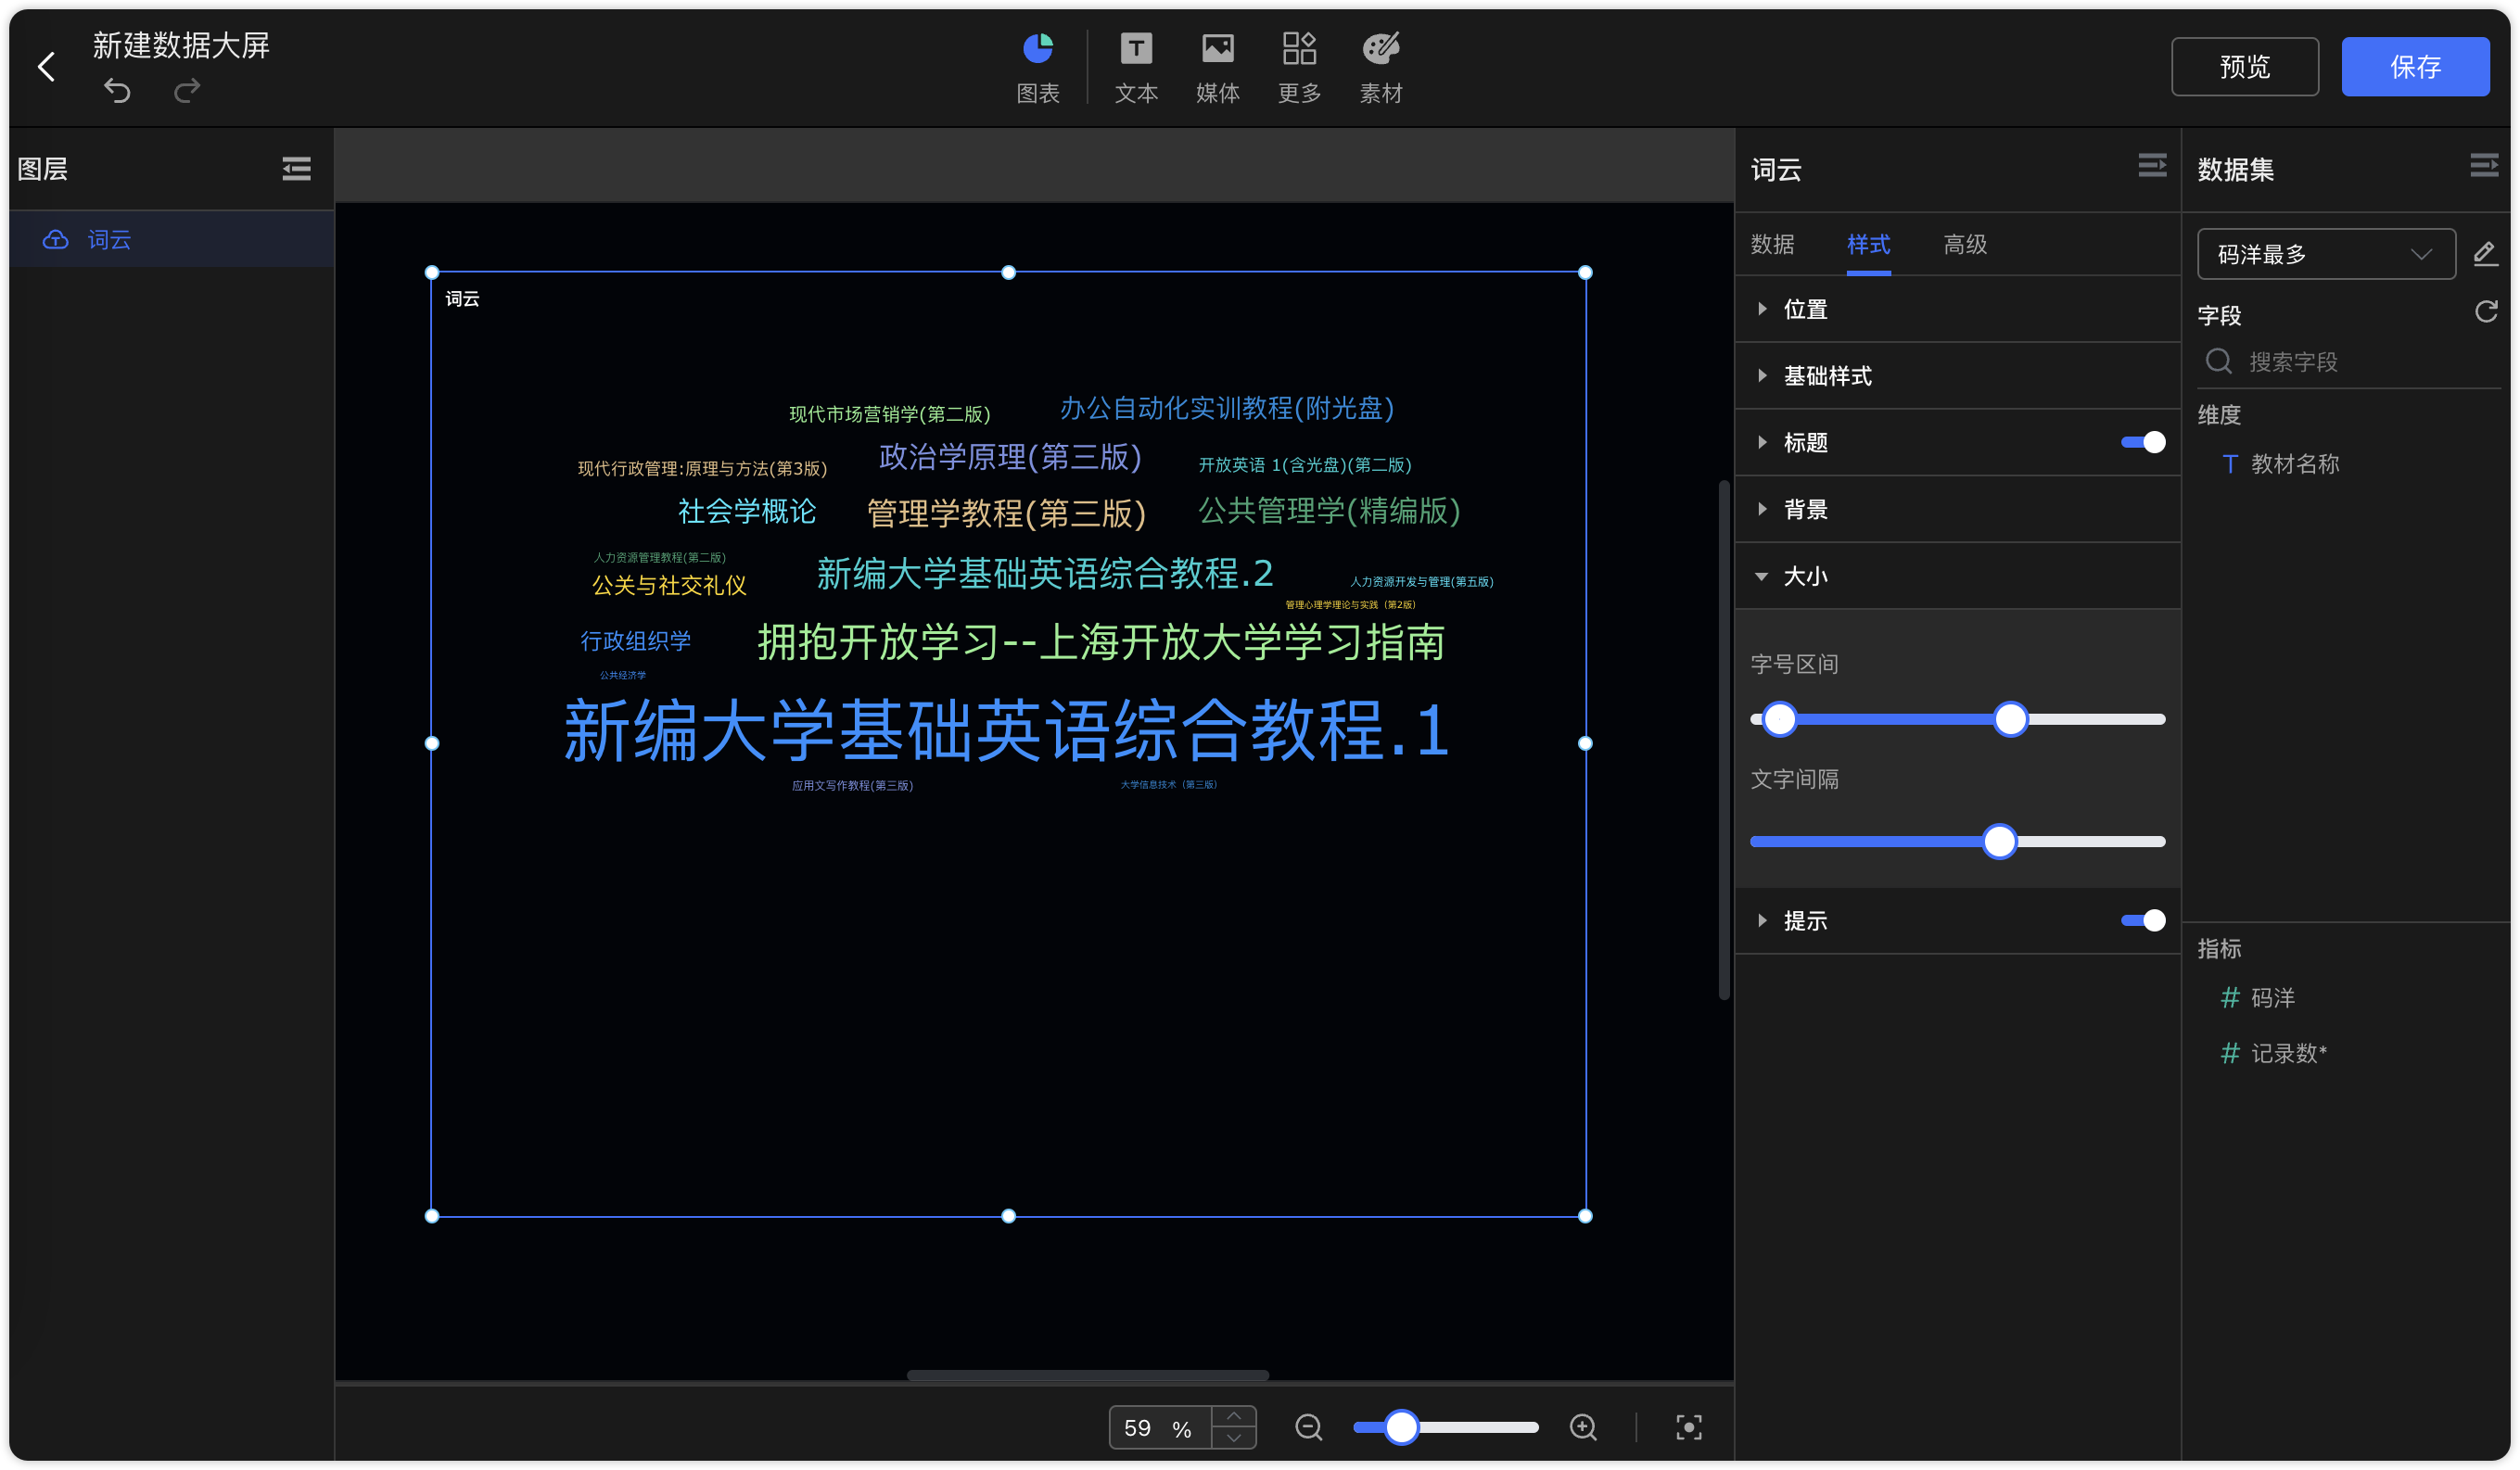 新建数据大屏
图表
文本
媒体
更多
素材
预览
保存
图层
词云
词云
现代市场营销学(第二版)
办公自动化实训教程(附光盘)
政治学原理(第三版)
现代行政管理:原理与方法(第3版)
开放英语 1(含光盘)(第二版)
社会学概论
管理学教程(第三版)
公共管理学(精编版)
人力资源管理教程(第二版)
公关与社交礼仪
新编大学基础英语综合教程.2
人力资源开发与管理(第五版)
管理心理学理论与实践（第2版）
行政组织学
拥抱开放学习--上海开放大学学习指南
公共经济学
新编大学基础英语综合教程.1
应用文写作教程(第三版)
大学信息技术（第三版）
59 %
词云
数据
样式
高级
位置
基础样式
标题
背景
大小
字号区间
文字间隔
提示
数据集
码洋最多
字段
搜索字段
维度
T 教材名称
指标
# 码洋
# 记录数*